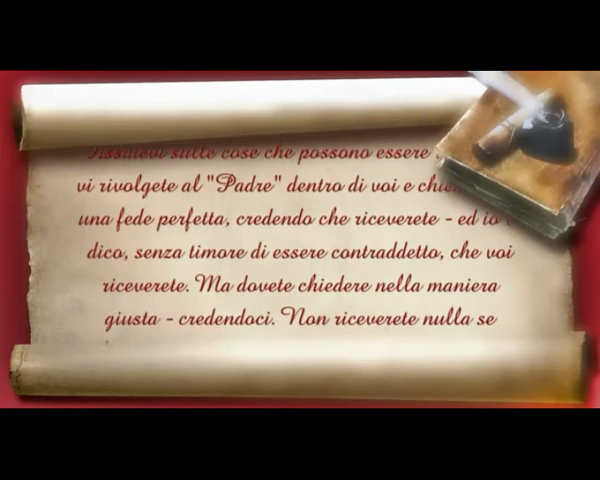 sulle cose che possono essere
vi rivolgete al "Padre" dentro di voi e
una fede perfetta, credendo che riceverete - ed io
dico, senza timore di essere contraddetto, che voi
riceverete. Ma dovete chiedere nella maniera
giusta - credendoci. Non riceverete nulla se